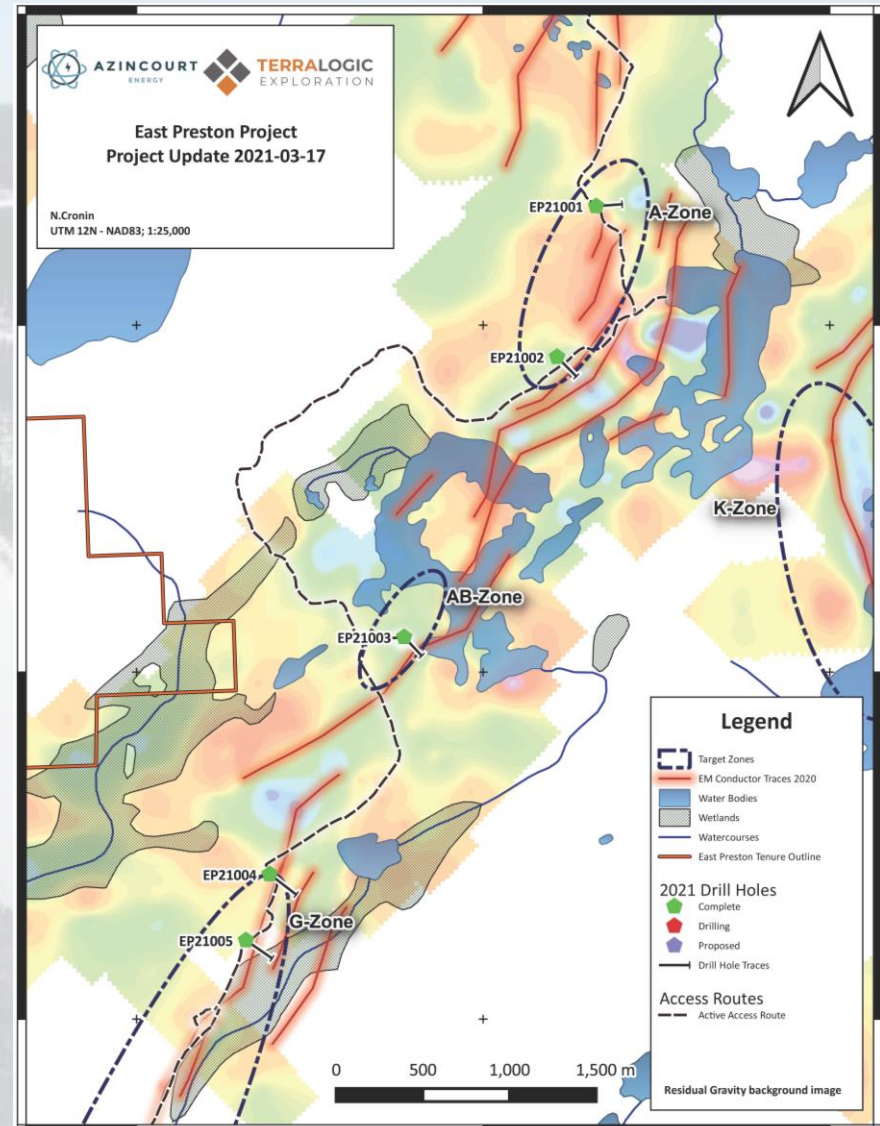 AZINCOURT
ENERGY
TERRALOGIC
EXPLORATION
East Preston Project
Project Update 2021-03-17
N.Cronin
UTM 12N - NAD83; 1:25,000
EP21001
A-Zone
EP21002
K-Zone
AB-Zone
EP21003
EP21004
G-Zone
EP21005
0 500 1,000 1,500 m
Legend
Target Zones
EM Conductor Traces 2020
Water Bodies
Wetlands
Watercourses
East Preston Tenure Outline
2021 Drill Holes
Complete
Drilling
Proposed
Drill Hole Traces
Access Routes
Active Access Route
Residual Gravity background image